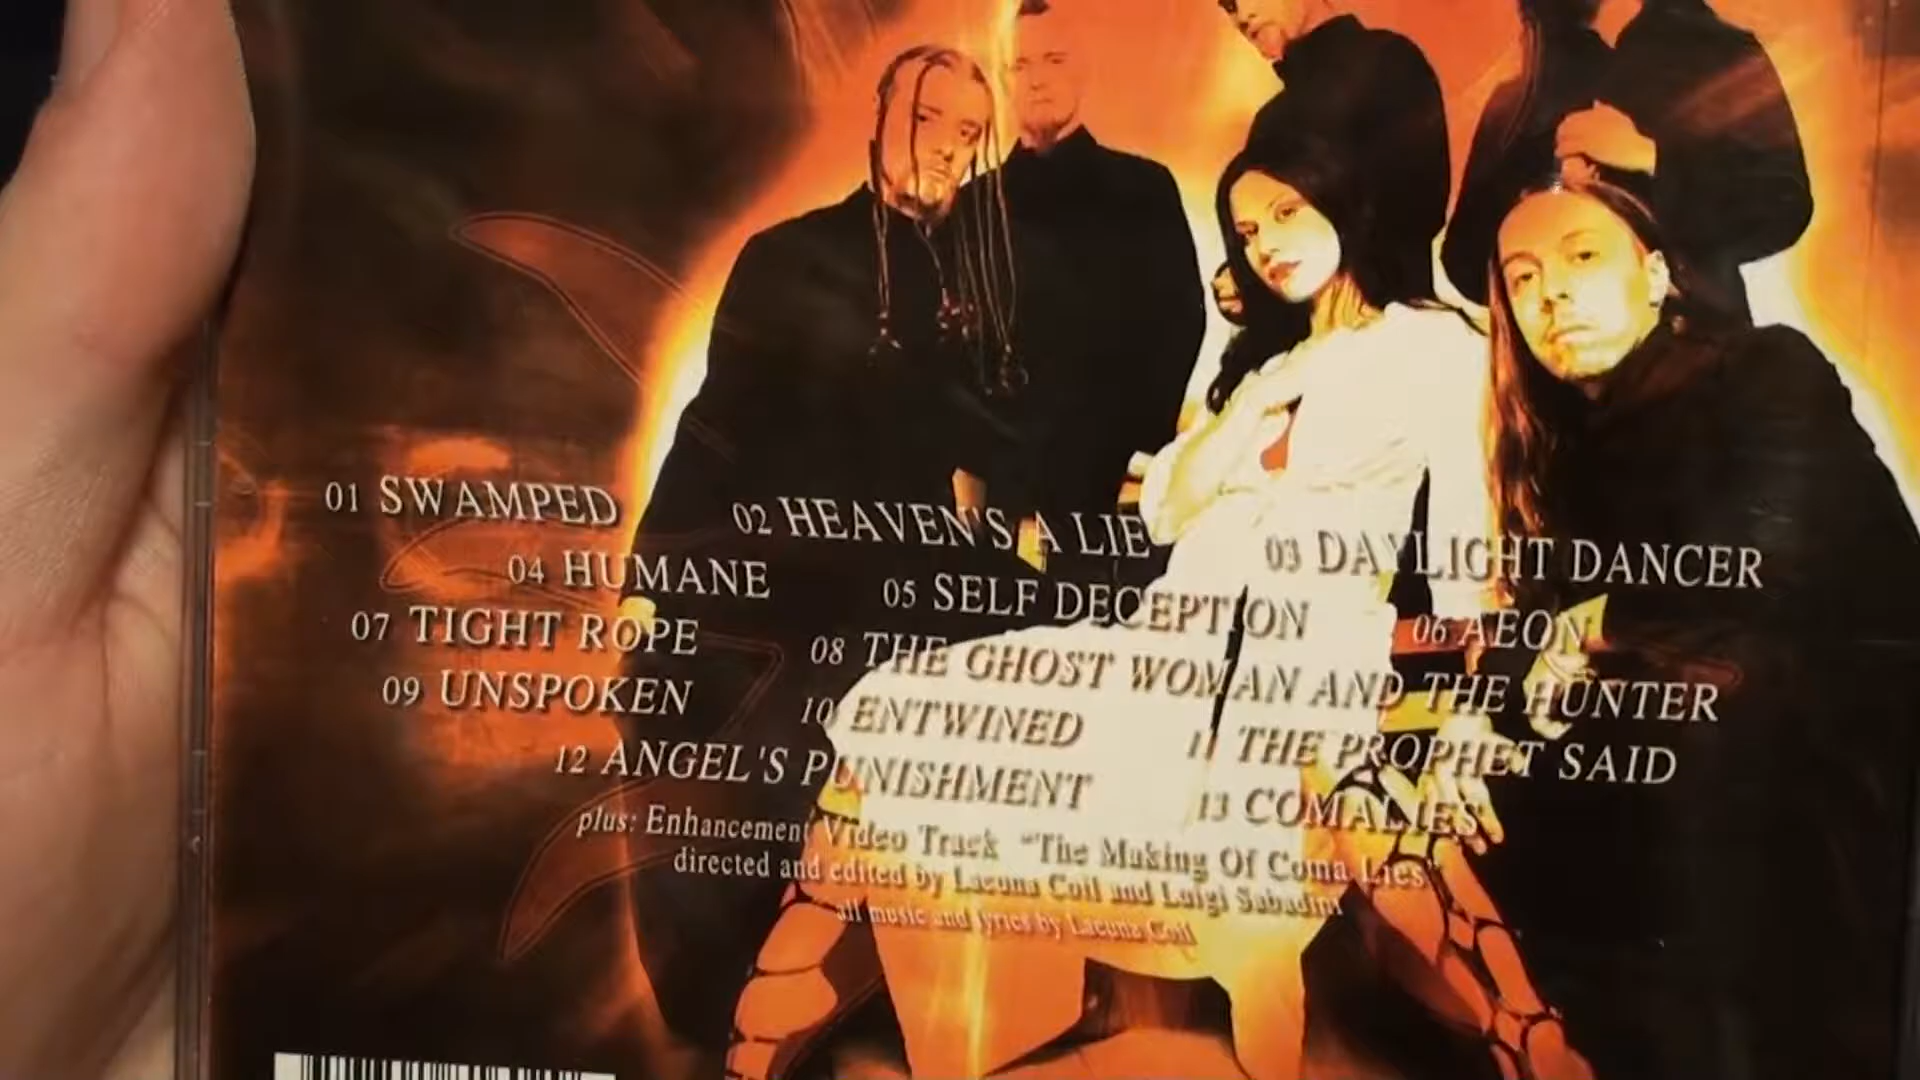 01 SWAMPED 02 HEAVEN'S A LIE 03 DAYLIGHT DANCER
04 HUMANE 05 SELF DECEPTION 06 AEON
07 TIGHT ROPE 08 THE GHOST WOMAN AND THE HUNTER
09 UNSPOKEN 10 ENTWINED 11 THE PROPHET SAID
12 ANGEL'S PUNISHMENT 13 COMALIES
plus: Enhancement Video Track "The Making Of Coma Lies"
directed and edited by Lacuna Coil and Luigi Sabadini
all music and lyrics by Lacuna Coil